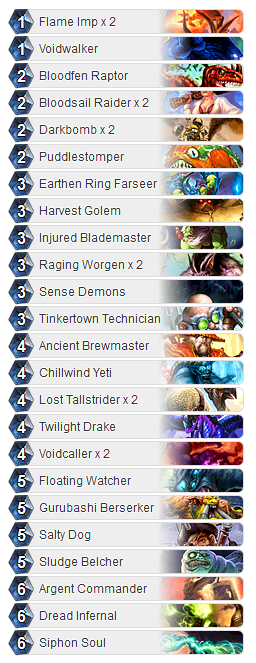 1 Flame Imp x 2
1 Voidwalker
2 Bloodfen Raptor
2 Bloodsail Raider x 2
2 Darkbomb x 2
2 Puddlestomper
3 Earthen Ring Farseer
3 Harvest Golem
3 Injured Blademaster
3 Raging Worgen x 2
3 Sense Demons
3 Tinkertown Technician
4 Ancient Brewmaster
4 Chillwind Yeti
4 Lost Tallstrider x 2
4 Twilight Drake
4 Voidcaller x 2
5 Floating Watcher
5 Gurubashi Berserker
5 Salty Dog
5 Sludge Belcher
6 Argent Commander
6 Dread Infernal
6 Siphon Soul